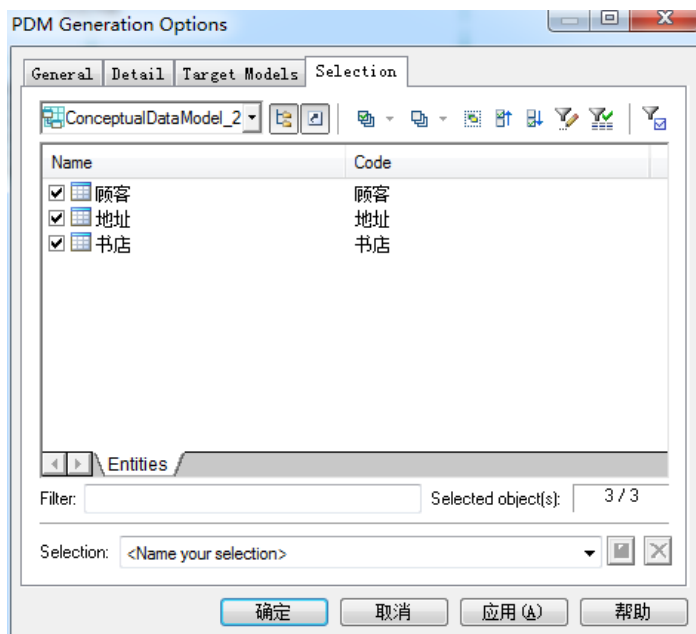 PDM Generation Options
General Detail Target Models Selection
ConceptualDataModel_2
Name Code
顾客 顾客
地址 地址
书店 书店
Entities
Filter: Selected object(s): 3 / 3
Selection: <Name your selection>
确定 取消 应用(A) 帮助